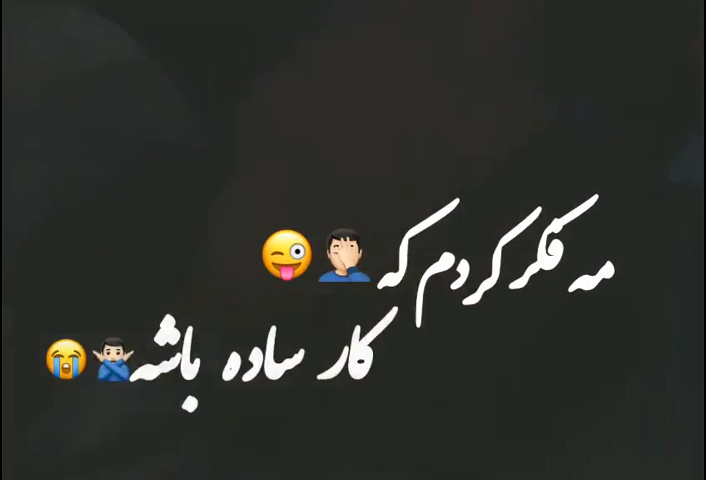 مه فکر کردم که 🤦🏻‍♂️😜
کار ساده باشه 🙅🏻‍♂️😭